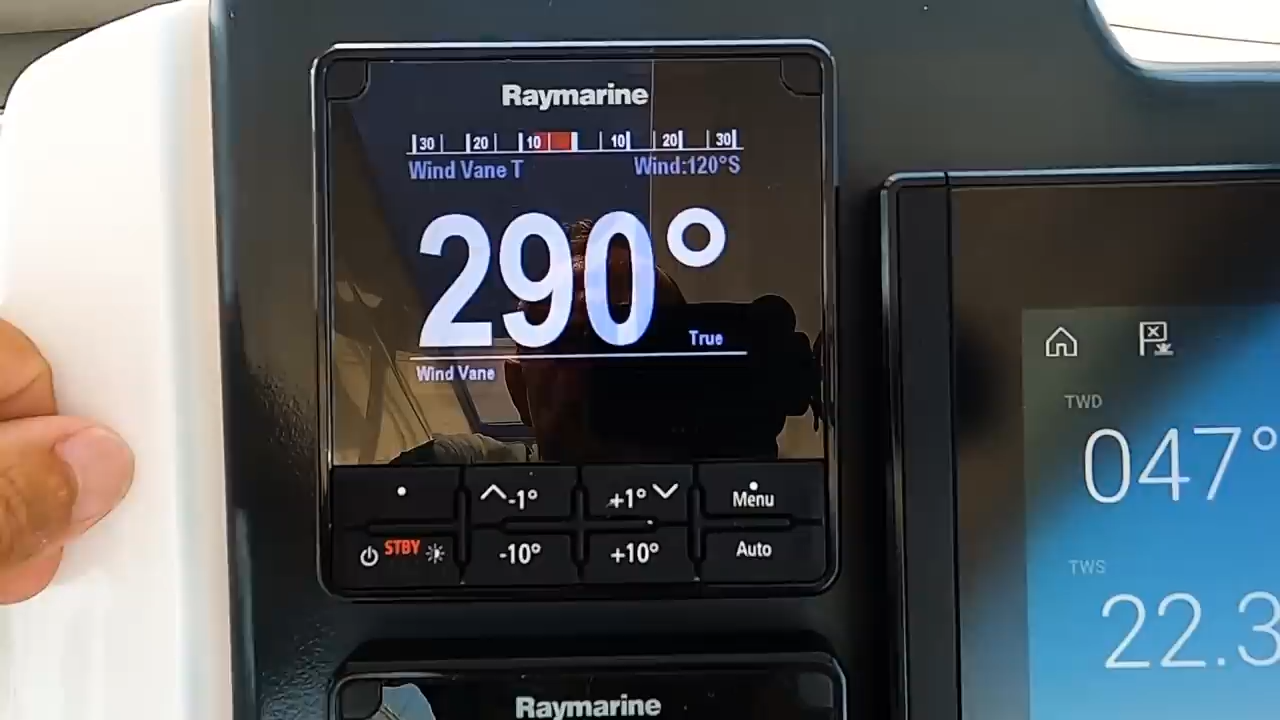 Raymarine
30 20 10 10 20 30
Wind Vane T Wind:120°S
290°
True
Wind Vane
-1° +1° Menu
STBY -10° +10° Auto
Raymarine
TWD
047°
TWS
22.3